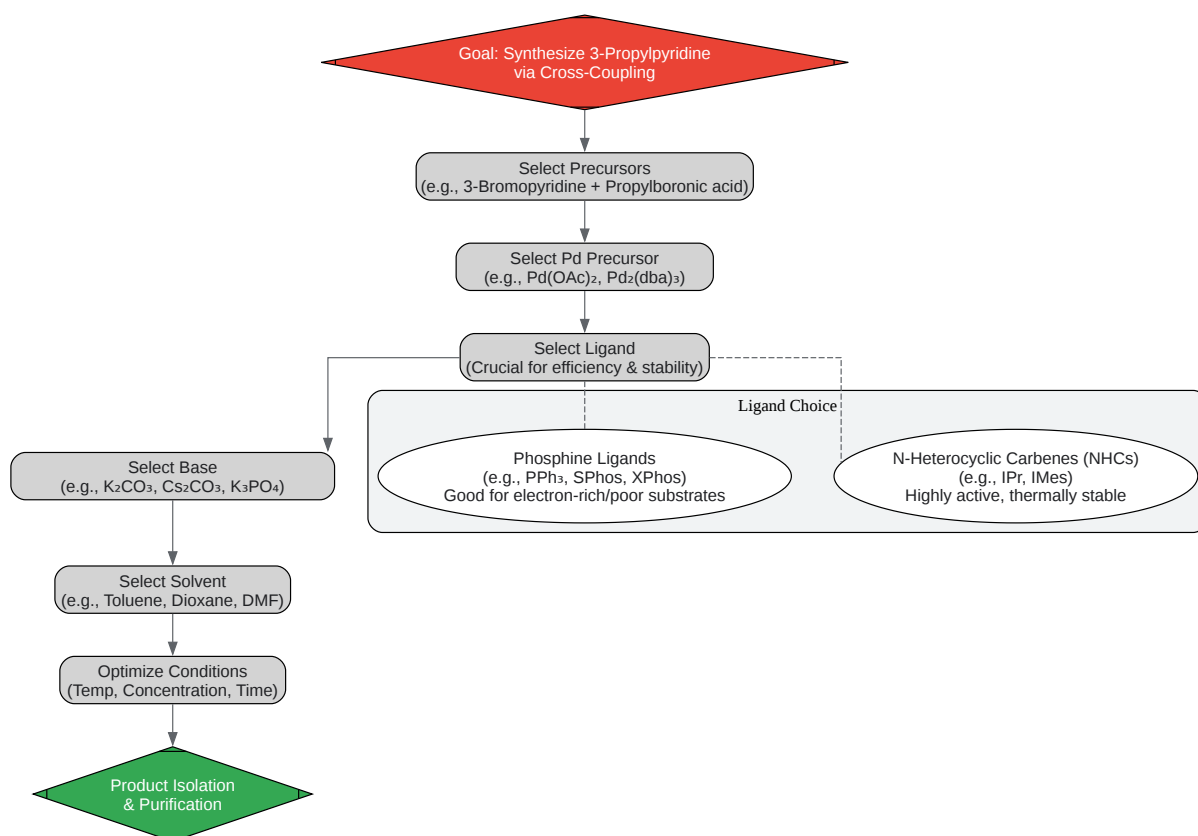 Goal: Synthesize 3-Propylpyridine
via Cross-Coupling
Select Precursors
(e.g., 3-Bromopyridine + Propylboronic acid)
Select Pd Precursor
(e.g., Pd(OAc)₂, Pd₂(dba)₃)
Select Ligand
(Crucial for efficiency & stability)
Ligand Choice
Phosphine Ligands
(e.g., PPh₃, SPhos, XPhos)
Good for electron-rich/poor substrates
N-Heterocyclic Carbenes (NHCs)
(e.g., IPr, IMes)
Highly active, thermally stable
Select Base
(e.g., K₂CO₃, Cs₂CO₃, K₃PO₄)
Select Solvent
(e.g., Toluene, Dioxane, DMF)
Optimize Conditions
(Temp, Concentration, Time)
Product Isolation
& Purification